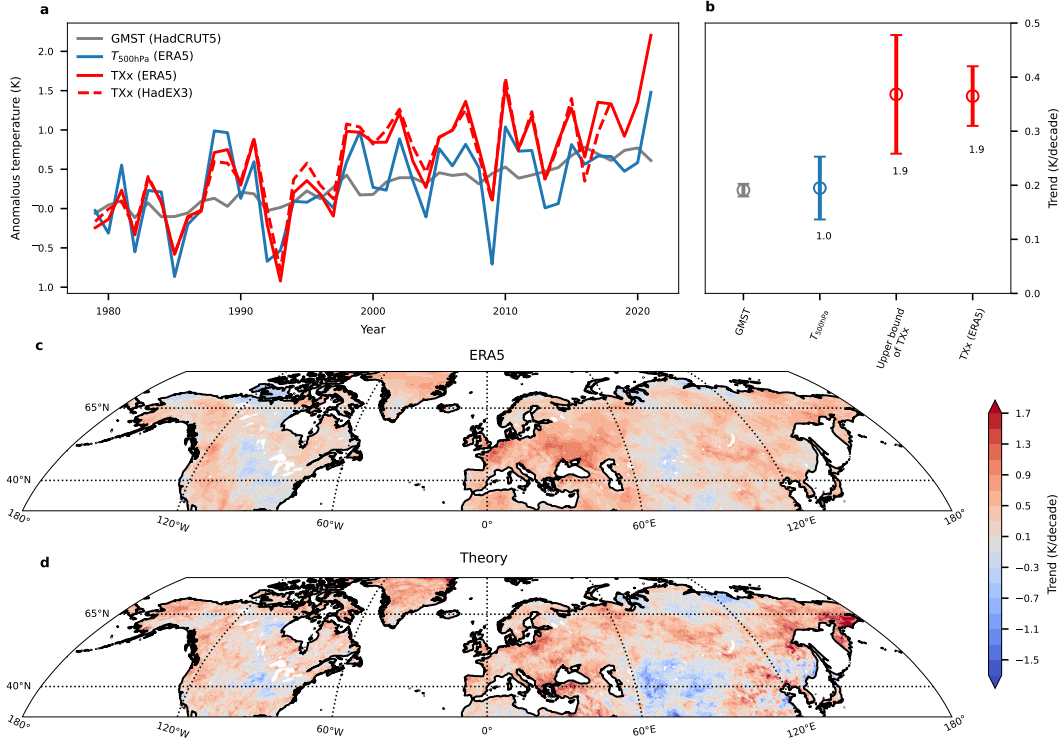 a
GMST (HadCRUT5)
T500hPa (ERA5)
TXx (ERA5)
TXx (HadEX3)
Anomalous temperature (K)
2.0
1.5
1.0
0.5
—0.0
—0.5
1.0
1980
1990
2000
2010
2020
Year
b
0.5
0.4
0.3
0.2
0.1
0.0
Trend (K/decade)
1.0
1.9
1.9
GMST
T500hPa
Upper bound
of TXx
TXx (ERA5)
c
ERA5
65°N
40°N
180°
120°W
60°W
0°
60°E
120°E
180°
d
Theory
65°N
40°N
180°
120°W
60°W
0°
60°E
120°E
180°
1.7
1.3
0.9
0.5
0.1
−0.3
−0.7
−1.1
−1.5
Trend (K/decade)